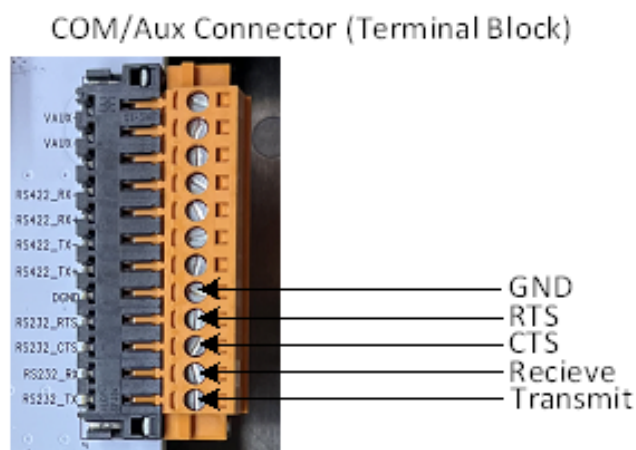 COM/Aux Connector (Terminal Block)
VAUX-
VAUX-
RS422_RX-
RS422_RX+
RS422_TX-
RS422_TX+
DGND
RS232_RTS
RS232_CTS
RS232_RX
RS232_TX
GND
RTS
CTS
Recieve
Transmit